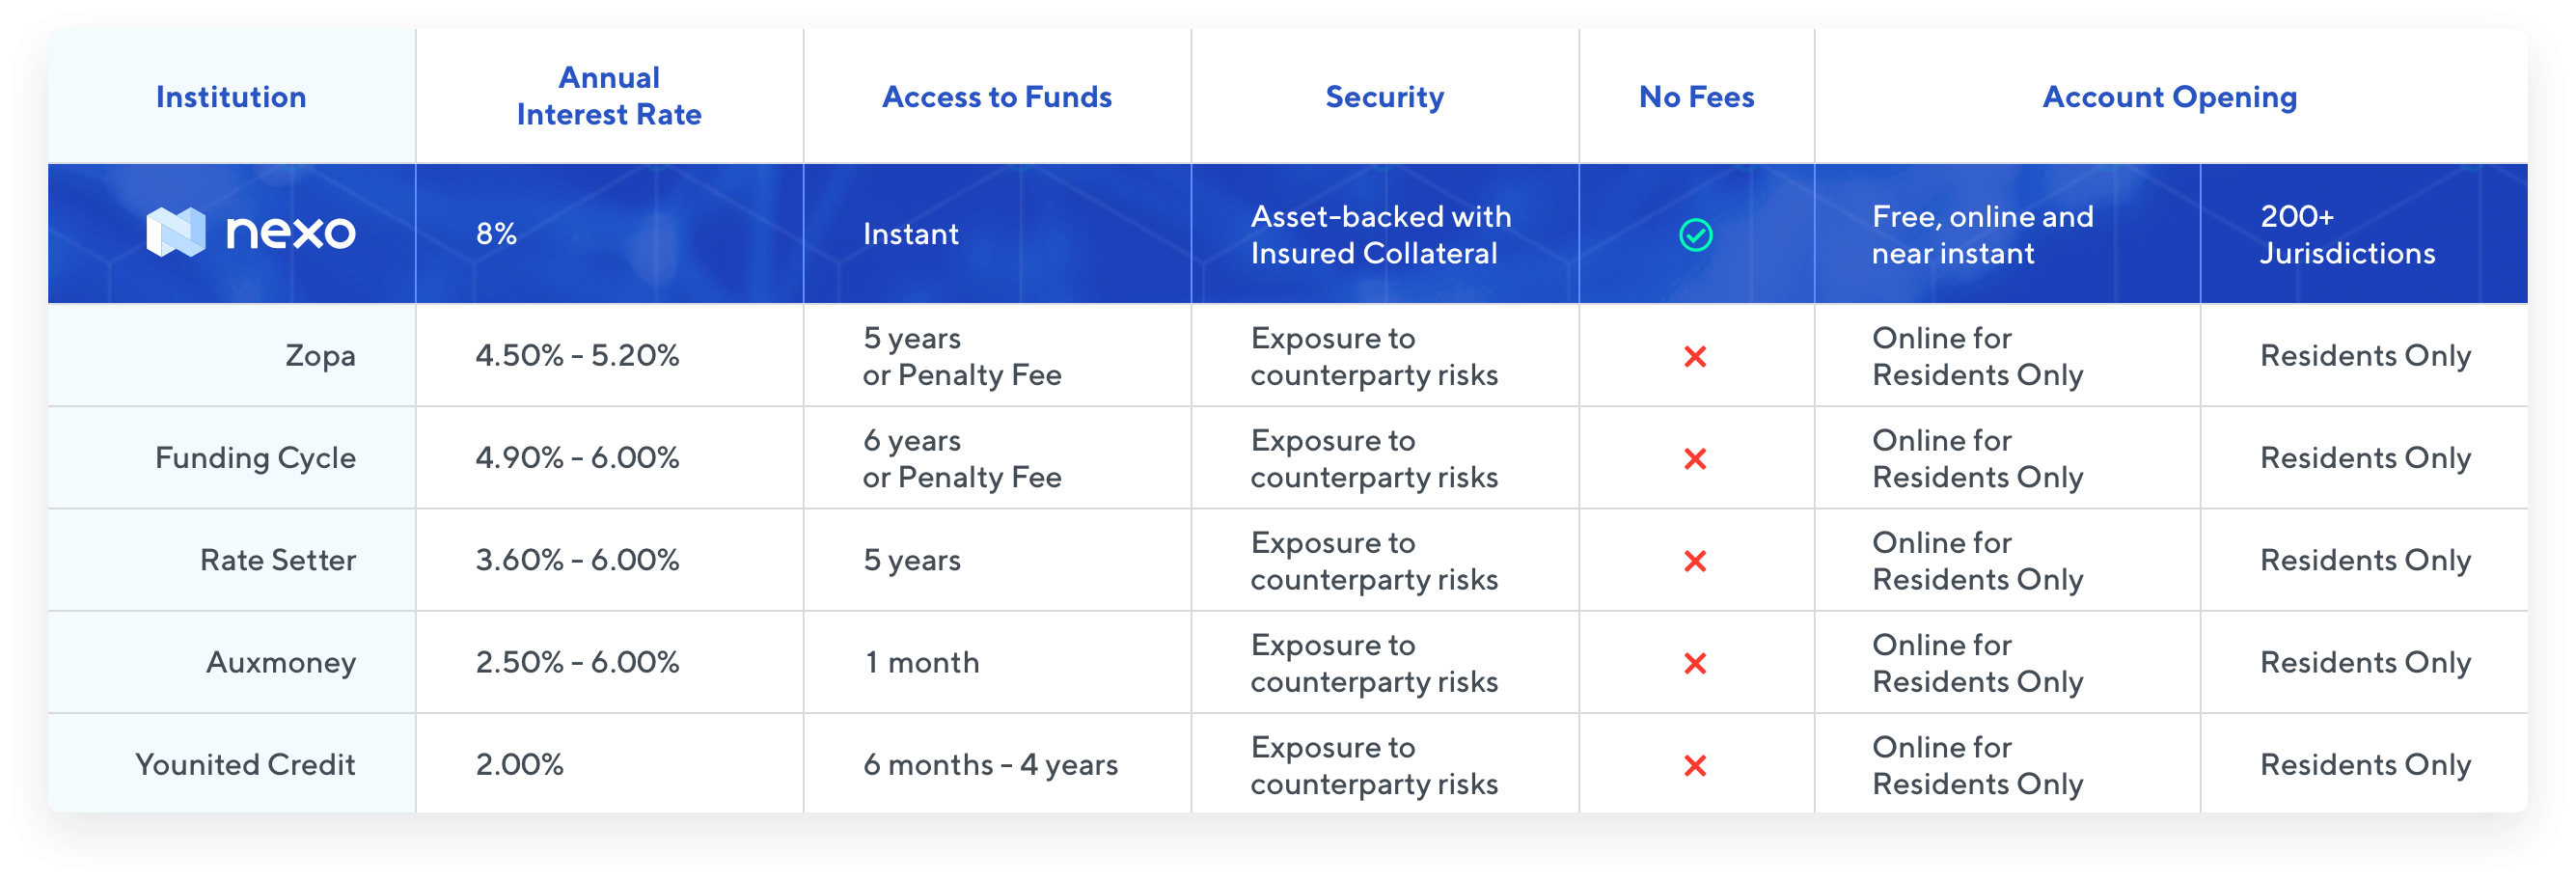 Institution
Annual
Interest Rate
Access to Funds
Security
No Fees
Account Opening
nexo
8%
Instant
Asset-backed with
Insured Collateral
Free, online and
near instant
200+
Jurisdictions
Zopa
4.50% - 5.20%
5 years
or Penalty Fee
Exposure to
counterparty risks
Online for
Residents Only
Residents Only
Funding Cycle
4.90% - 6.00%
6 years
or Penalty Fee
Exposure to
counterparty risks
Online for
Residents Only
Residents Only
Rate Setter
3.60% - 6.00%
5 years
Exposure to
counterparty risks
Online for
Residents Only
Residents Only
Auxmoney
2.50% - 6.00%
1 month
Exposure to
counterparty risks
Online for
Residents Only
Residents Only
Younited Credit
2.00%
6 months - 4 years
Exposure to
counterparty risks
Online for
Residents Only
Residents Only